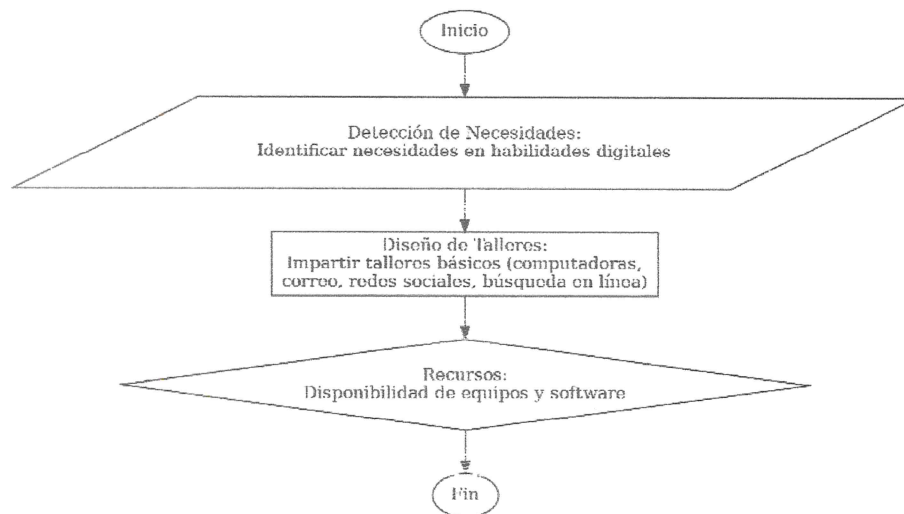 Inicio
Detección de Necesidades:
Identificar necesidades en habilidades digitales
Diseño de Talleres:
Impartir talleres básicos (computadoras,
correo, redes sociales, búsqueda en línea)
Recursos:
Disponibilidad de equipos y software
Fin